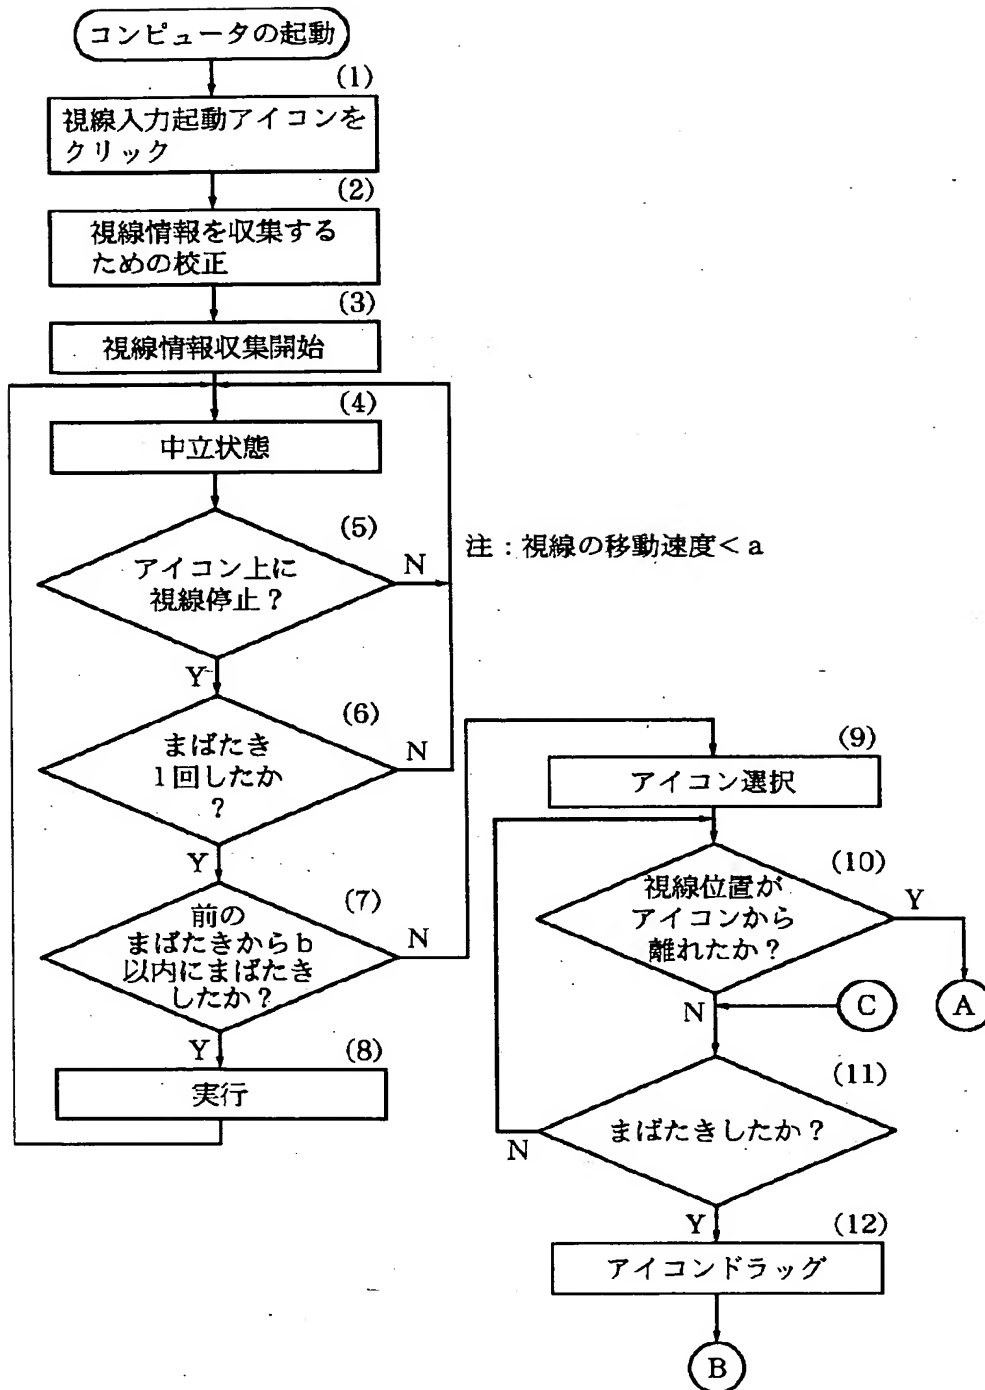 コンピュータの起動
(1)
視線入力起動アイコンを
クリック
(2)
視線情報を収集する
ための校正
(3)
視線情報収集開始
(4)
中立状態
(5)
アイコン上に
視線停止?
N
注:視線の移動速度<a
Y
(6)
まばたき
1回したか
?
N
Y
(7)
前の
まばたきからb
以内にまばたき
したか?
N
Y
(8)
実行
(9)
アイコン選択
(10)
視線位置が
アイコンから
離れたか?
Y
N
C
A
(11)
まばたきしたか?
N
Y
(12)
アイコンドラッグ
B